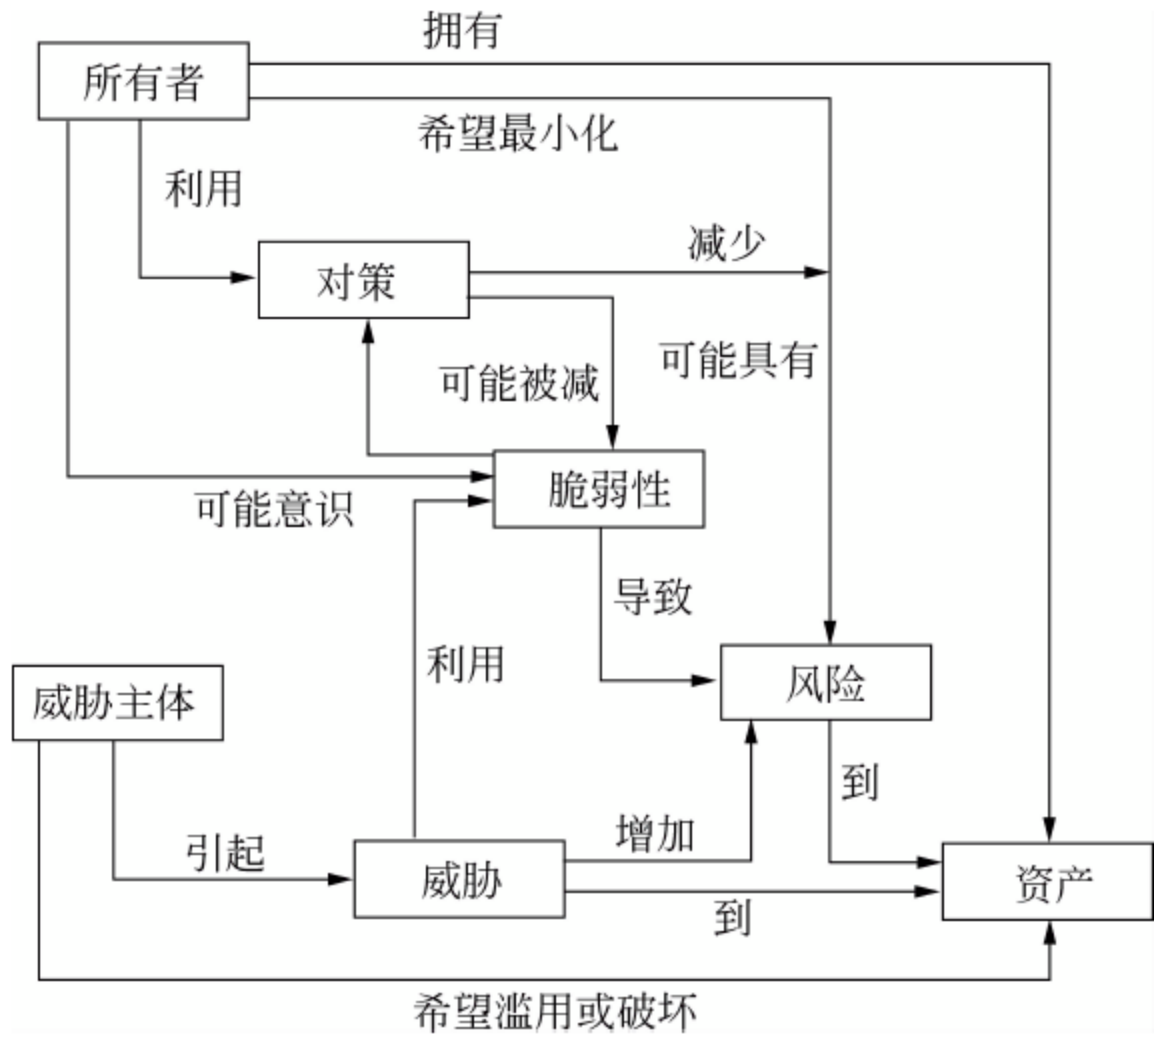 拥有
所有者
希望最小化
利用
减少
对策
可能具有
可能被减
脆弱性
可能意识
导致
利用
风险
威胁主体
到
增加
引起
威胁
资产
到
希望滥用或破坏